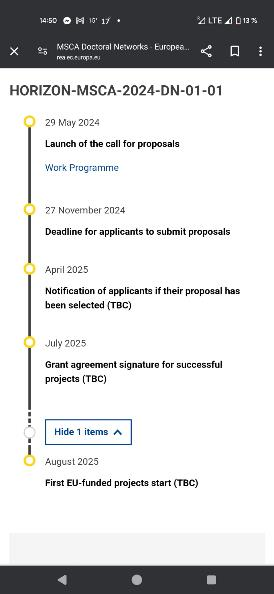 14:50 15° 17 • LTE 13 %
MSCA Doctoral Networks - Europea...
rea.ec.europa.eu
HORIZON-MSCA-2024-DN-01-01
29 May 2024
Launch of the call for proposals
Work Programme
27 November 2024
Deadline for applicants to submit proposals
April 2025
Notification of applicants if their proposal has
been selected (TBC)
July 2025
Grant agreement signature for successful
projects (TBC)
Hide 1 items
August 2025
First EU-funded projects start (TBC)